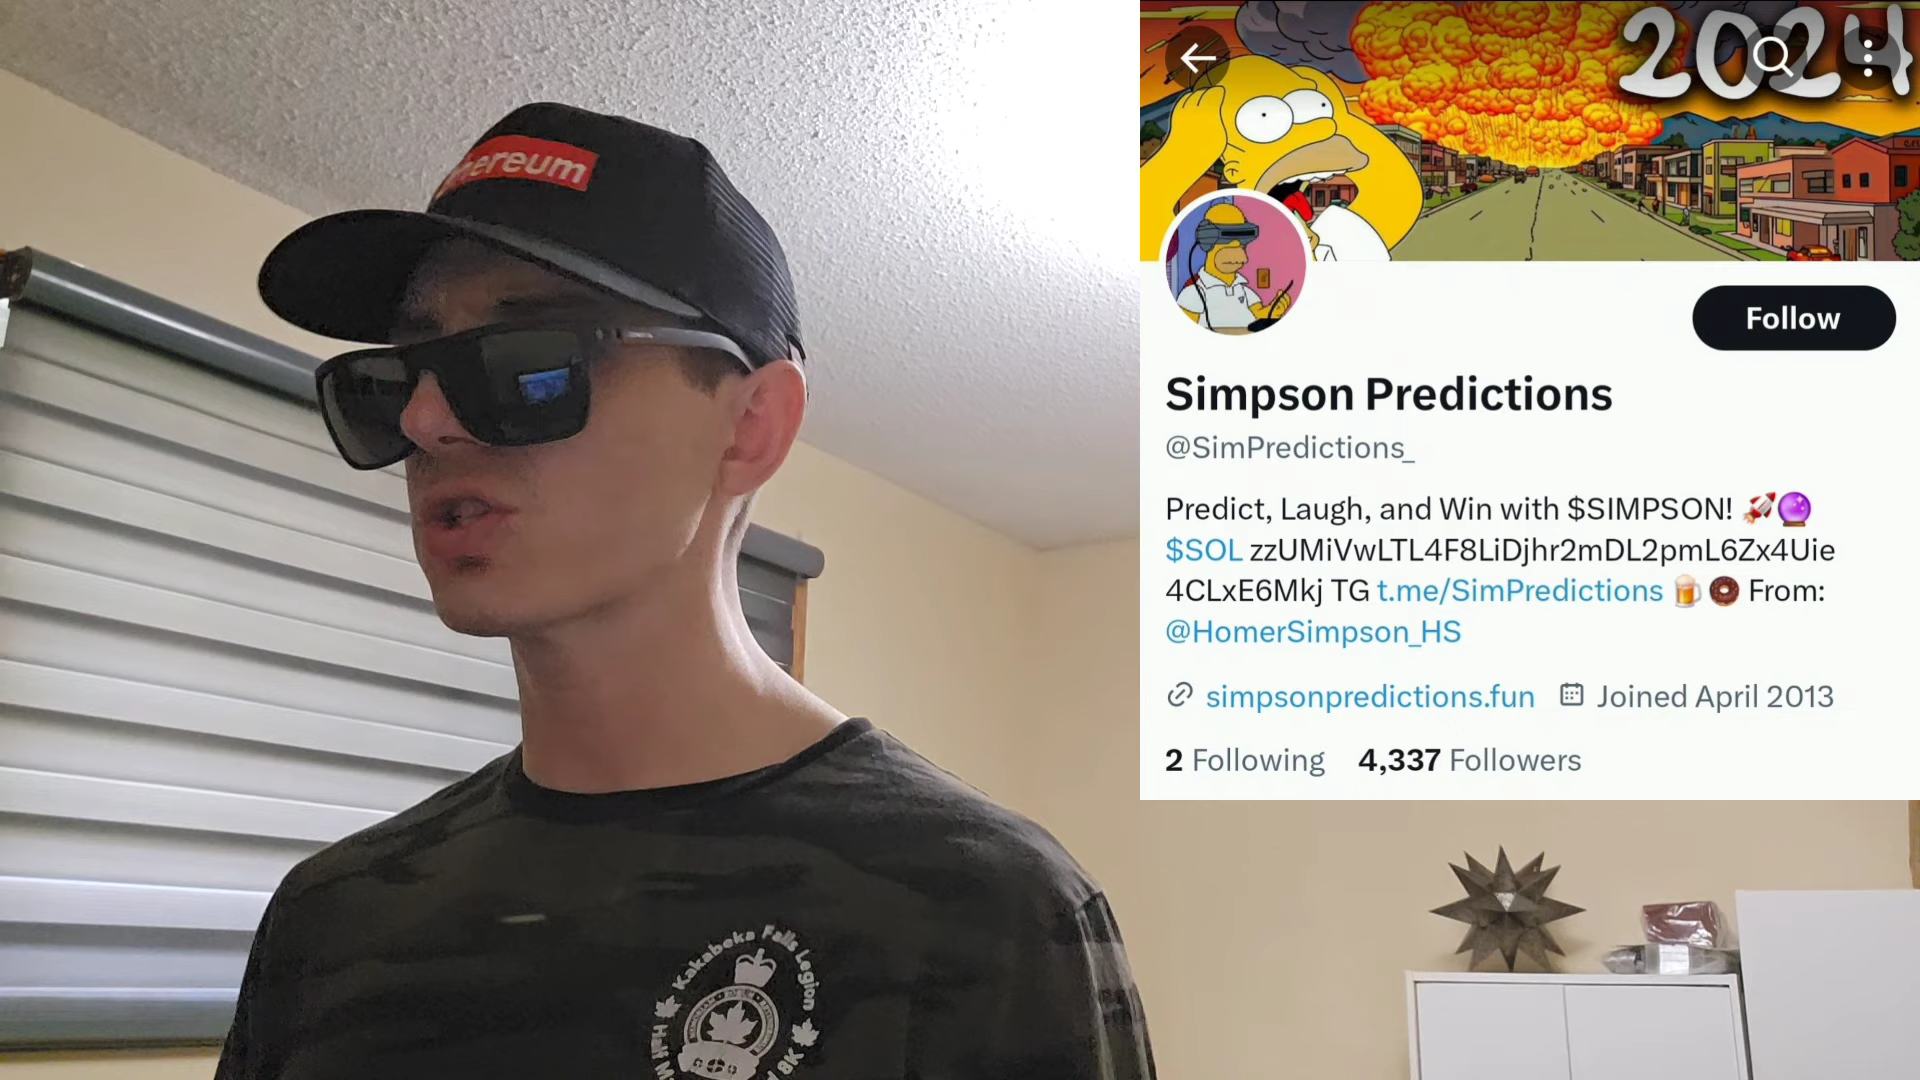 ereum
Kakabeka Falls Legion
8K
2024
Follow
Simpson Predictions
@SimPredictions_
Predict, Laugh, and Win with $SIMPSON! 🚀🔮
$SOL zzUMiVwLTL4F8LiDjhr2mDL2pmL6Zx4Uie
4CLxE6Mkj TG t.me/SimPredictions 🍺🍩 From:
@HomerSimpson_HS
simpsonpredictions.fun Joined April 2013
2 Following 4,337 Followers